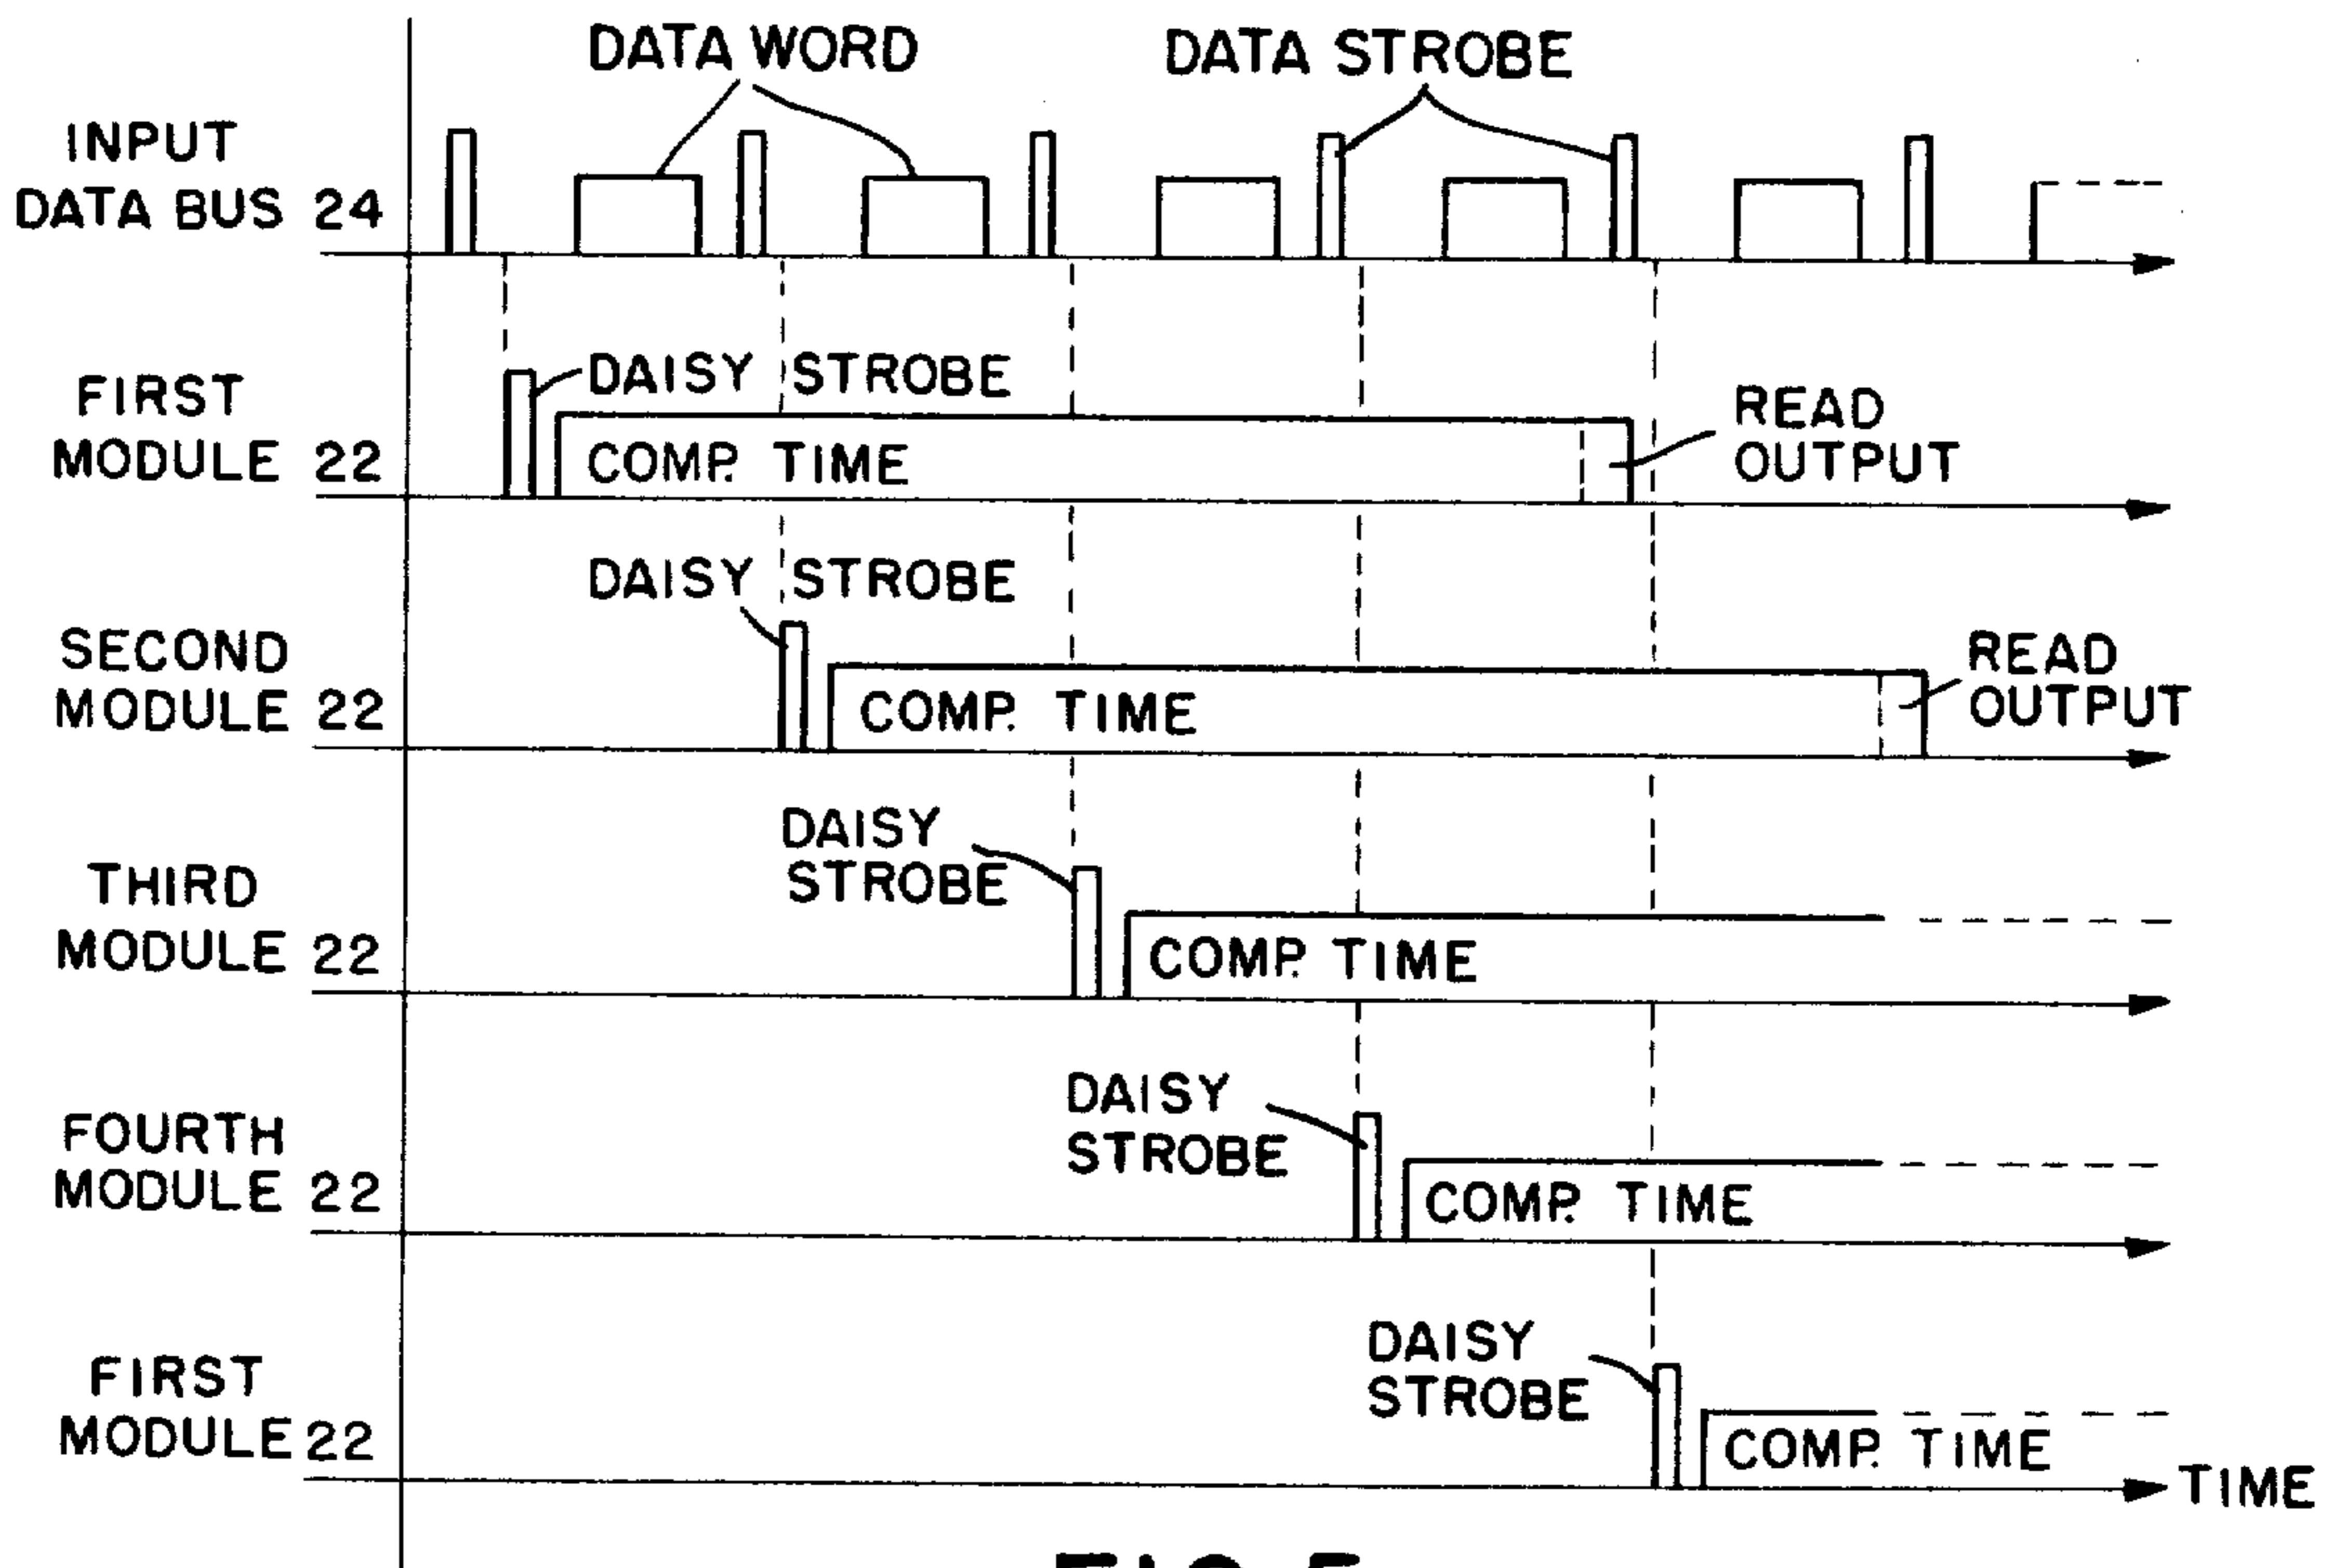 DATA WORD
DATA STROBE
INPUT
DATA BUS 24
DAISY STROBE
FIRST
MODULE 22
COMP. TIME
READ
OUTPUT
DAISY STROBE
SECOND
MODULE 22
COMP. TIME
READ
OUTPUT
DAISY
STROBE
THIRD
MODULE 22
COMP. TIME
DAISY
STROBE
FOURTH
MODULE 22
COMP. TIME
DAISY
STROBE
FIRST
MODULE 22
COMP. TIME
TIME